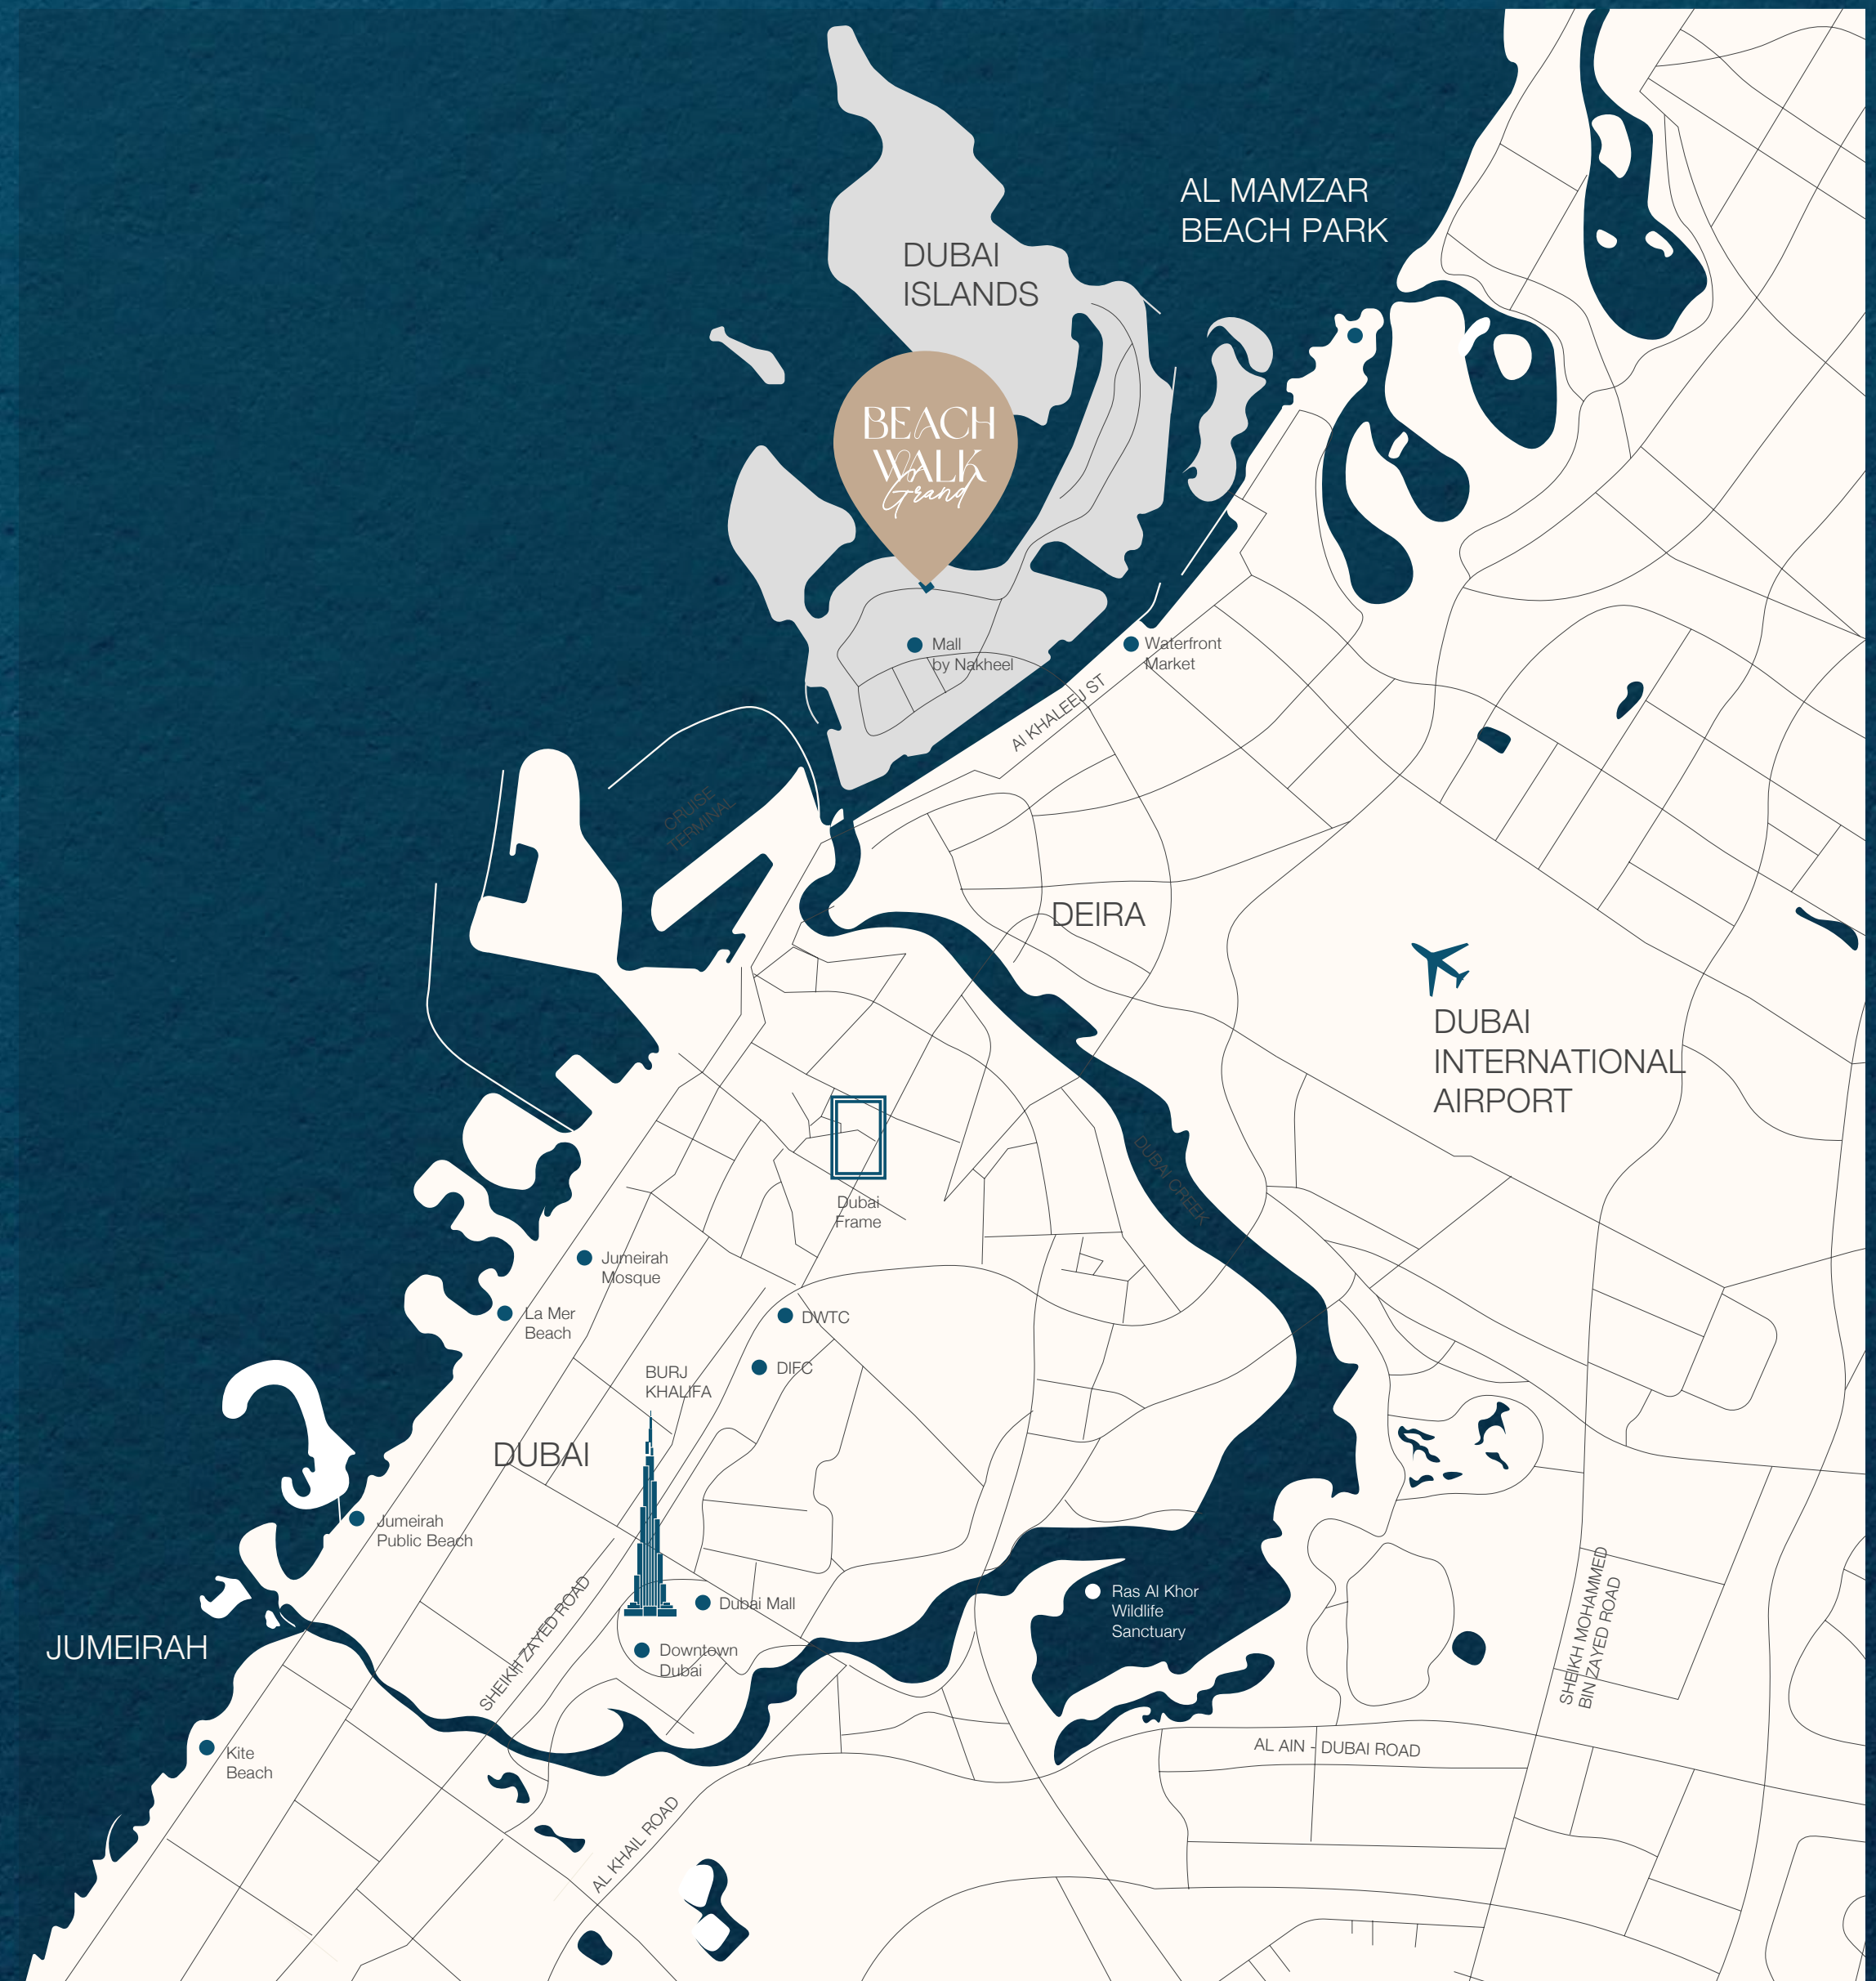 AL MAMZAR
BEACH PARK
DUBAI
ISLANDS
BEACH
WALK
Grand
Mall
by Nakheel
Waterfront
Market
Al KHALEEJ ST
CRUISE
TERMINAL
DEIRA
DUBAI
INTERNATIONAL
AIRPORT
DUBAI CREEK
Dubai
Frame
Jumeirah
Mosque
La Mer
Beach
DWTC
DIFC
BURJ
KHALIFA
DUBAI
Jumeirah
Public Beach
SHEIKH ZAYED ROAD
Dubai Mall
Downtown
Dubai
Ras Al Khor
Wildlife
Sanctuary
SHEIKH MOHAMMED
BIN ZAYED ROAD
JUMEIRAH
Kite
Beach
AL AIN - DUBAI ROAD
AL KHAIL ROAD